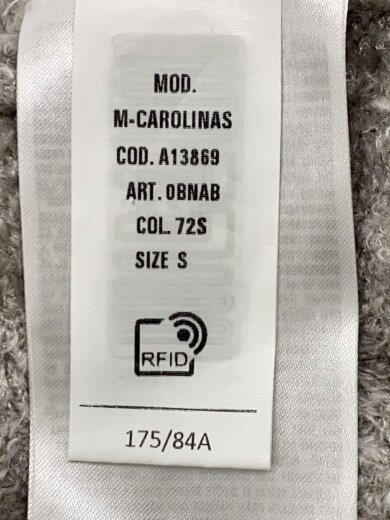 MOD.
M-CAROLINAS
COD. A13869
ART. 0BNAB
COL. 72S
SIZE S
RFID
175/84A